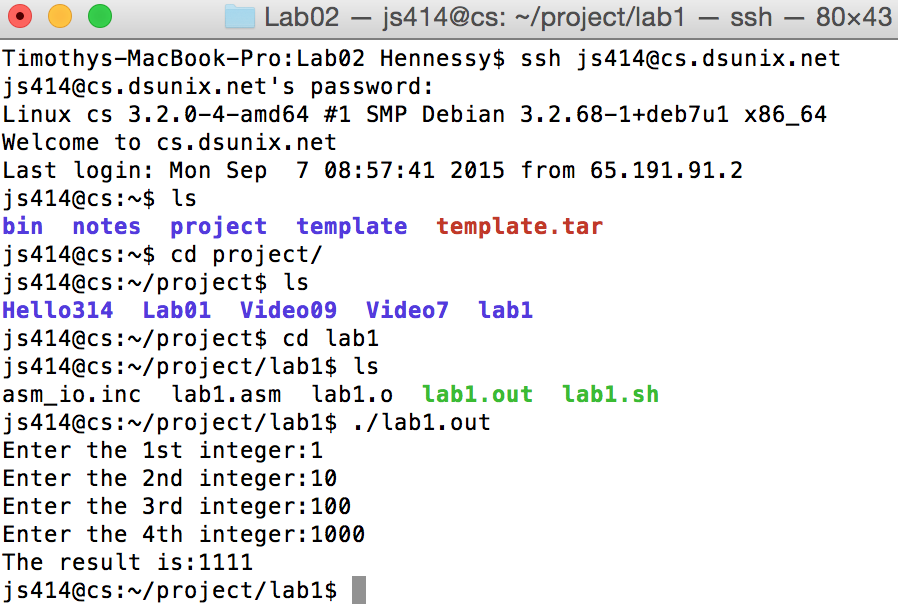 Lab02 — js414@cs: ~/project/lab1 — ssh — 80×43
Timothys-MacBook-Pro:Lab02 Hennessy$ ssh js414@cs.dsunix.net
js414@cs.dsunix.net's password:
Linux cs 3.2.0-4-amd64 #1 SMP Debian 3.2.68-1+deb7u1 x86_64
Welcome to cs.dsunix.net
Last login: Mon Sep  7 08:57:41 2015 from 65.191.91.2
js414@cs:~$ ls
bin  notes  project  template  template.tar
js414@cs:~$ cd project/
js414@cs:~/project$ ls
Hello314  Lab01  Video09  Video7  lab1
js414@cs:~/project$ cd lab1
js414@cs:~/project/lab1$ ls
asm_io.inc  lab1.asm  lab1.o  lab1.out  lab1.sh
js414@cs:~/project/lab1$ ./lab1.out
Enter the 1st integer:1
Enter the 2nd integer:10
Enter the 3rd integer:100
Enter the 4th integer:1000
The result is:1111
js414@cs:~/project/lab1$